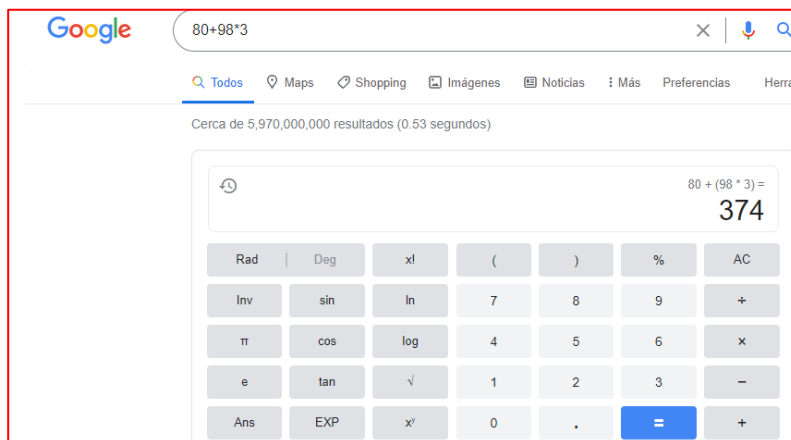 Google 80+98*3
Todos Maps Shopping Imágenes Noticias Más Preferencias Herra
Cerca de 5,970,000,000 resultados (0.53 segundos)
80 + (98 * 3) =
374
Rad | Deg x! ( ) % AC
Inv sin ln 7 8 9 ÷
π cos log 4 5 6 ×
e tan √ 1 2 3 −
Ans EXP xʸ 0 . = +